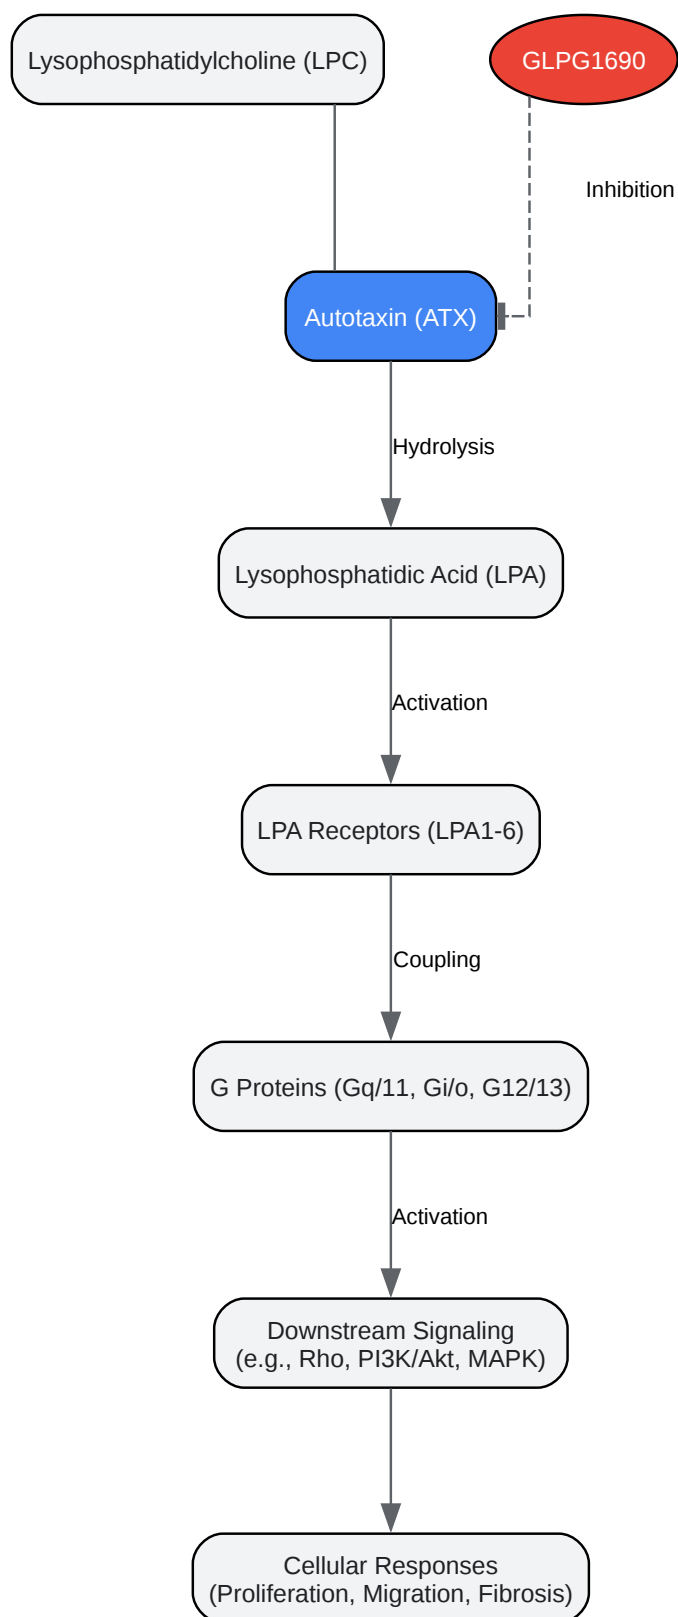 Lysophosphatidylcholine (LPC)
GLPG1690
Inhibition
Autotaxin (ATX)
Hydrolysis
Lysophosphatidic Acid (LPA)
Activation
LPA Receptors (LPA1-6)
Coupling
G Proteins (Gq/11, Gi/o, G12/13)
Activation
Downstream Signaling
(e.g., Rho, PI3K/Akt, MAPK)
Cellular Responses
(Proliferation, Migration, Fibrosis)